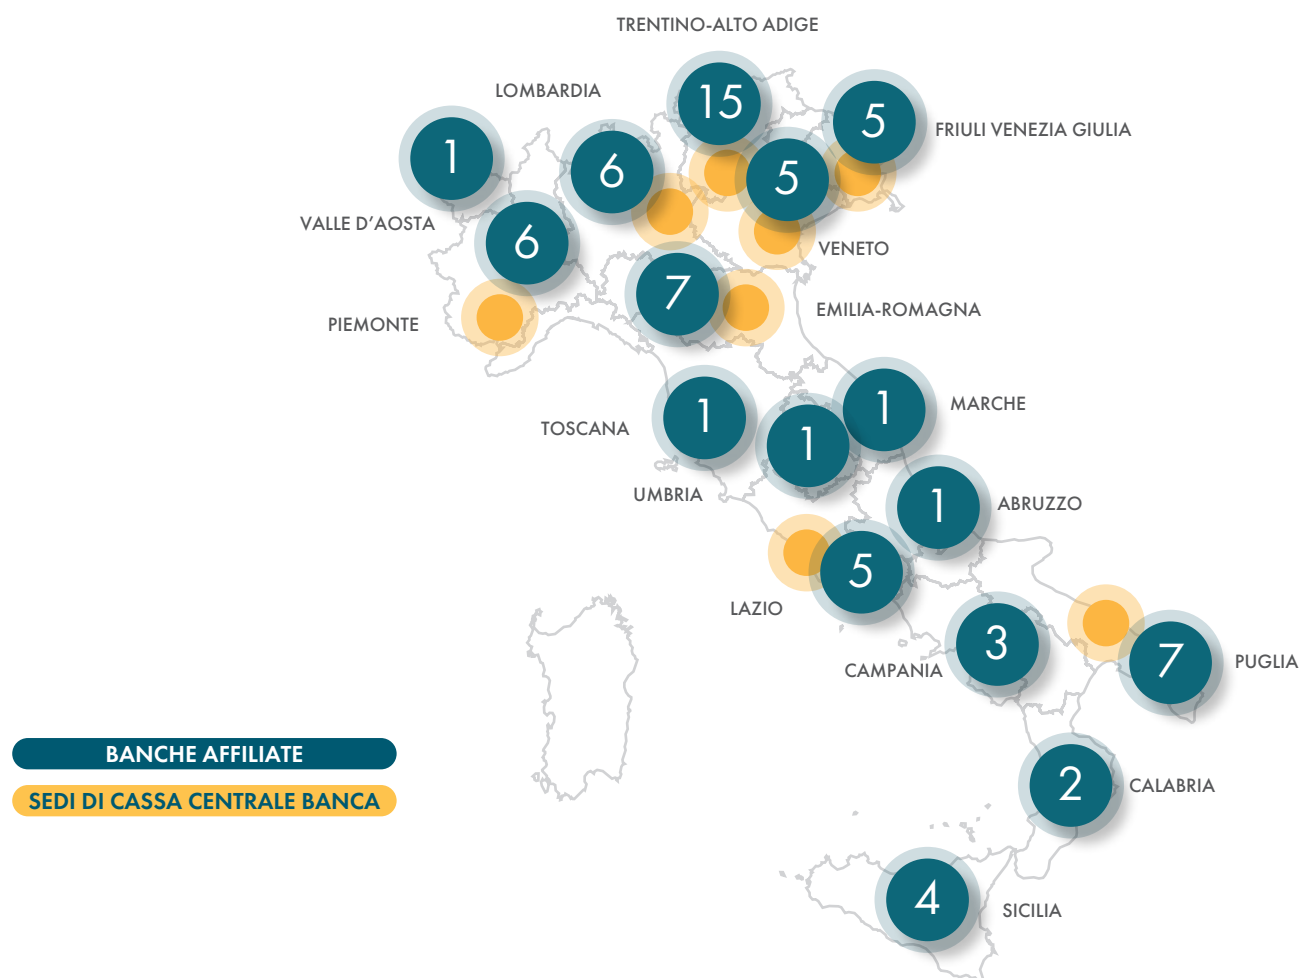 TRENTINO-ALTO ADIGE
LOMBARDIA
15
5
FRIULI VENEZIA GIULIA
1
6
5
VALLE D'AOSTA
6
VENETO
7
EMILIA-ROMAGNA
PIEMONTE
1
1
MARCHE
TOSCANA
1
UMBRIA
1
ABRUZZO
5
LAZIO
3
CAMPANIA
7
PUGLIA
BANCHE AFFILIATE
SEDI DI CASSA CENTRALE BANCA
2
CALABRIA
4
SICILIA